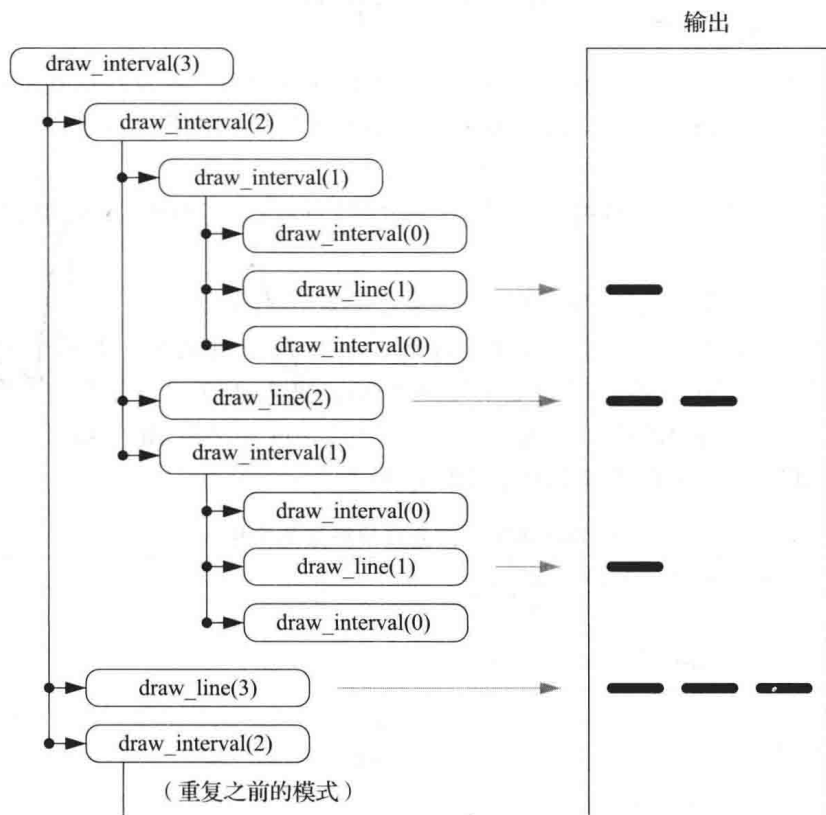 输出
draw_interval(3)
draw_interval(2)
draw_interval(1)
draw_interval(0)
draw_line(1)
draw_interval(0)
draw_line(2)
draw_interval(1)
draw_interval(0)
draw_line(1)
draw_interval(0)
draw_line(3)
draw_interval(2)
（重复之前的模式）